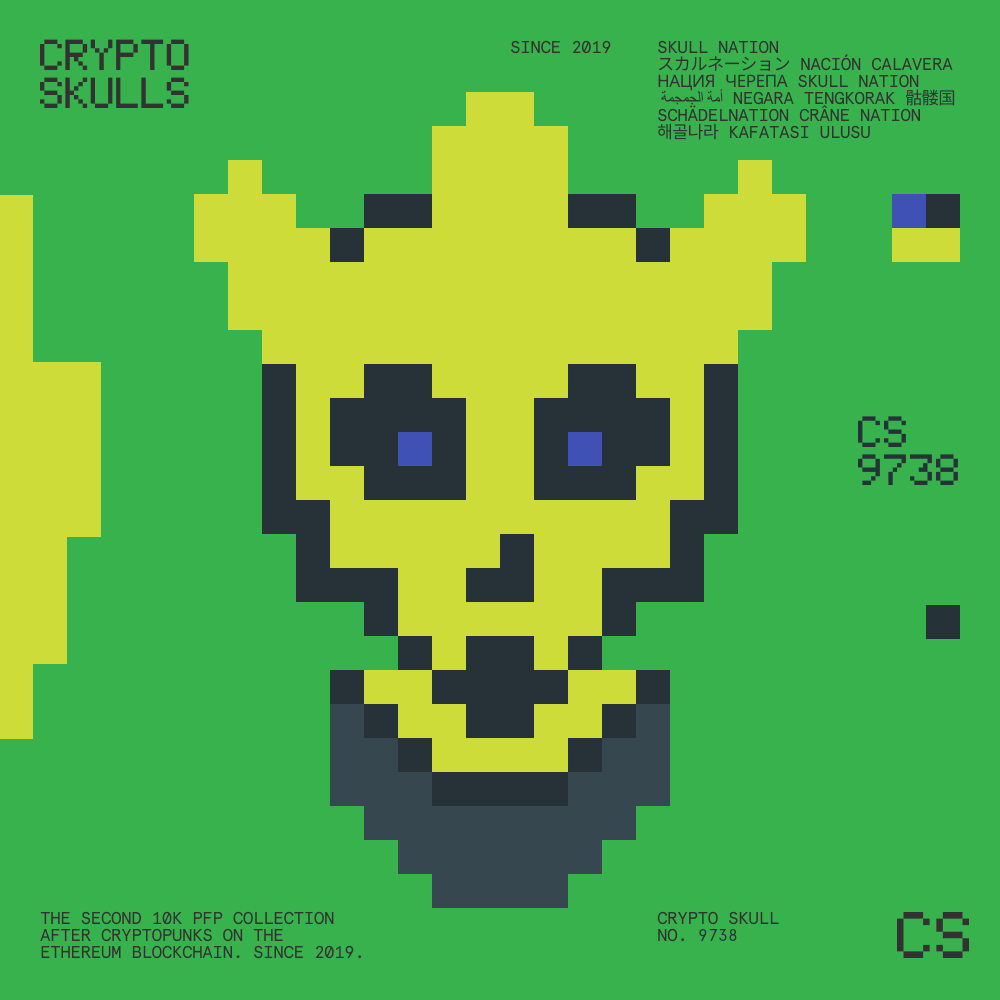 CRYPTO
SKULLS
SINCE 2019
SKULL NATION
スカルネーション NACIÓN CALAVERA
НАЦИЯ ЧЕРЕПА SKULL NATION
أمة الجمجمة NEGARA TENGKORAK 骷髅国
SCHÄDELNATION CRÂNE NATION
해골나라 KAFATASI ULUSU
CS
9738
THE SECOND 10K PFP COLLECTION
AFTER CRYPTOPUNKS ON THE
ETHEREUM BLOCKCHAIN. SINCE 2019.
CRYPTO SKULL
NO. 9738
CS